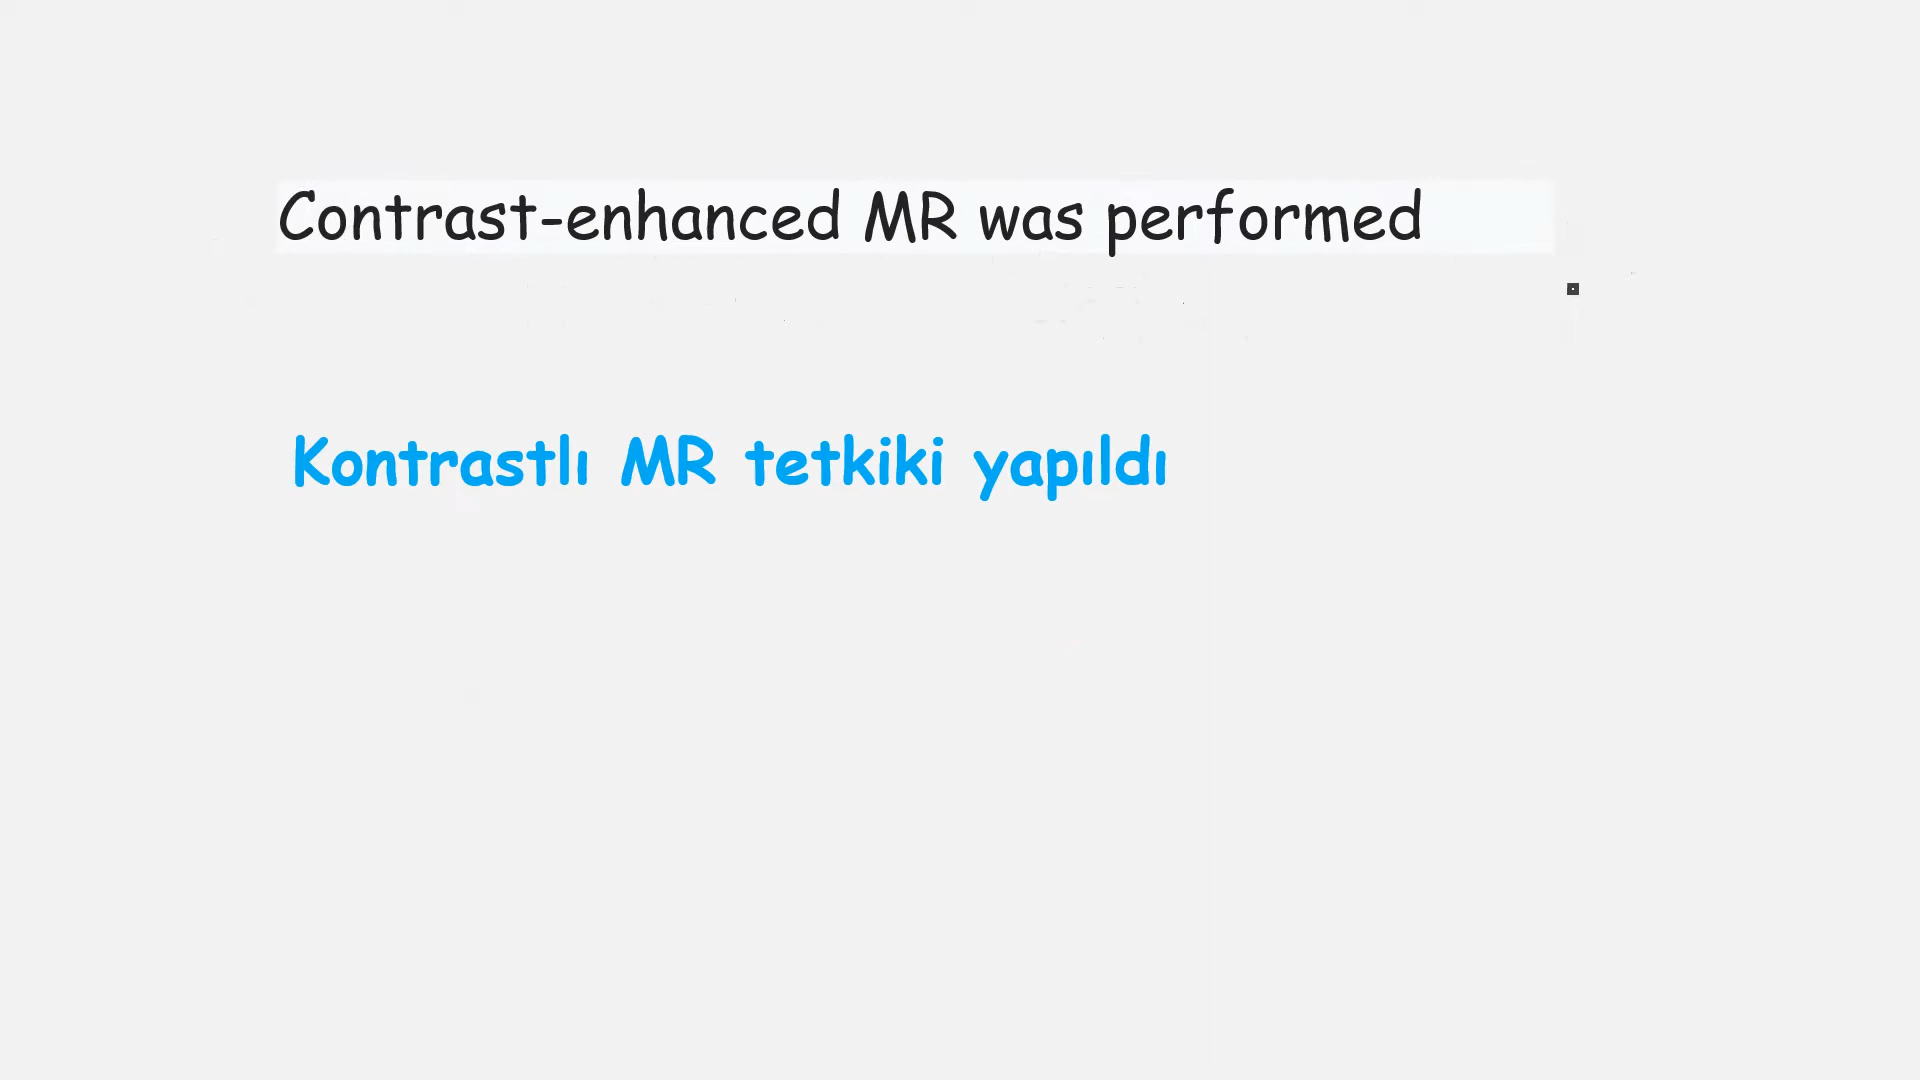 Contrast-enhanced MR was performed
Kontrastlı MR tetkiki yapıldı